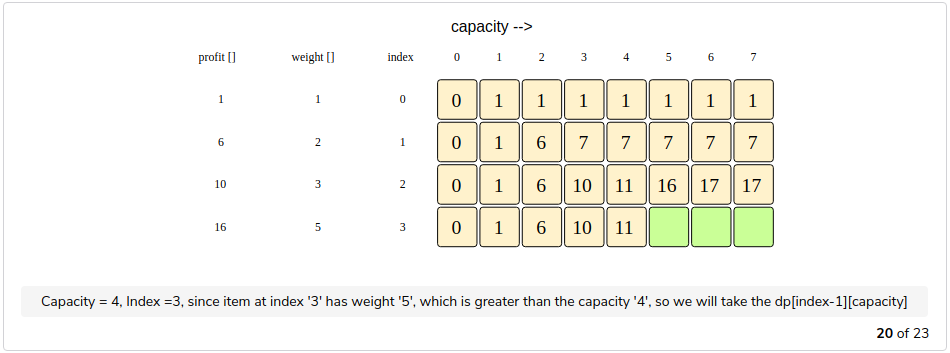 capacity -->
profit [] weight [] index 0 1 2 3 4 5 6 7
1 1 0 0 1 1 1 1 1 1 1
6 2 1 0 1 6 7 7 7 7 7
10 3 2 0 1 6 10 11 16 17 17
16 5 3 0 1 6 10 11
Capacity = 4, Index =3, since item at index '3' has weight '5', which is greater than the capacity '4', so we will take the dp[index-1][capacity]
20 of 23